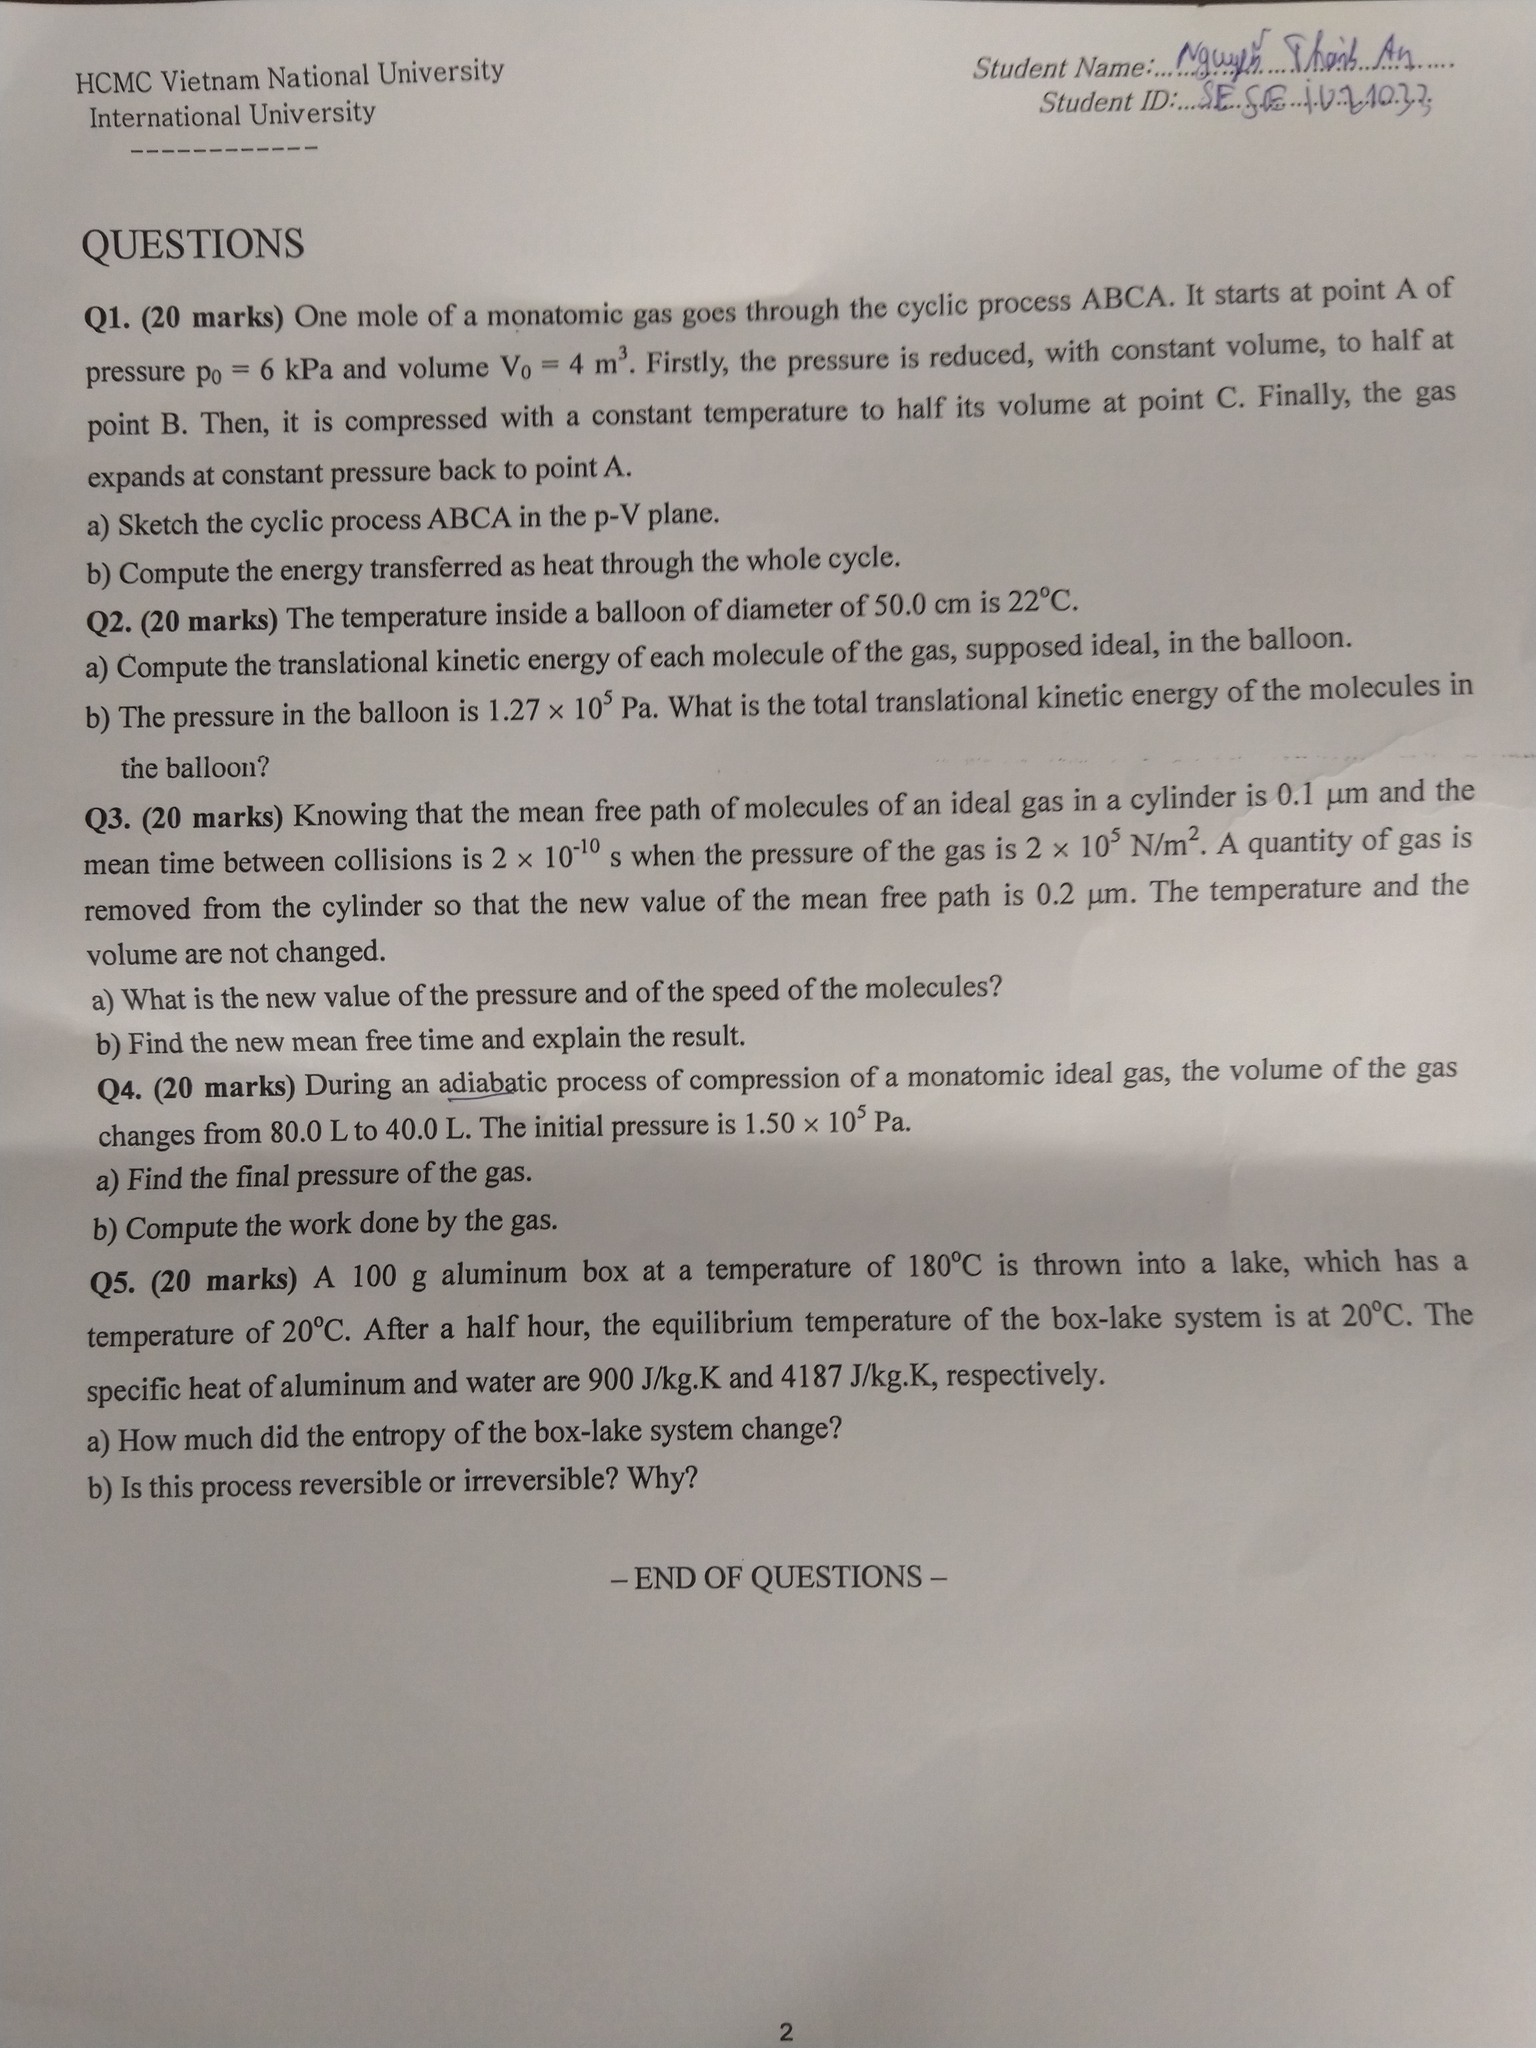 HCMC Vietnam National University
International University
------------
Student Name:... Nguyễn Thành An ......
Student ID:...
QUESTIONS
Q1. (20 marks) One mole of a monatomic gas goes through the cyclic process ABCA. It starts at point A of
pressure p₀ = 6 kPa and volume V₀ = 4 m³. Firstly, the pressure is reduced, with constant volume, to half at
point B. Then, it is compressed with a constant temperature to half its volume at point C. Finally, the gas
expands at constant pressure back to point A.
a) Sketch the cyclic process ABCA in the p-V plane.
b) Compute the energy transferred as heat through the whole cycle.
Q2. (20 marks) The temperature inside a balloon of diameter of 50.0 cm is 22°C.
a) Compute the translational kinetic energy of each molecule of the gas, supposed ideal, in the balloon.
b) The pressure in the balloon is 1.27 × 10⁵ Pa. What is the total translational kinetic energy of the molecules in
the balloon?
Q3. (20 marks) Knowing that the mean free path of molecules of an ideal gas in a cylinder is 0.1 μm and the
mean time between collisions is 2 × 10⁻¹⁰ s when the pressure of the gas is 2 × 10⁵ N/m². A quantity of gas is
removed from the cylinder so that the new value of the mean free path is 0.2 μm. The temperature and the
volume are not changed.
a) What is the new value of the pressure and of the speed of the molecules?
b) Find the new mean free time and explain the result.
Q4. (20 marks) During an adiabatic process of compression of a monatomic ideal gas, the volume of the gas
changes from 80.0 L to 40.0 L. The initial pressure is 1.50 × 10⁵ Pa.
a) Find the final pressure of the gas.
b) Compute the work done by the gas.
Q5. (20 marks) A 100 g aluminum box at a temperature of 180°C is thrown into a lake, which has a
temperature of 20°C. After a half hour, the equilibrium temperature of the box-lake system is at 20°C. The
specific heat of aluminum and water are 900 J/kg.K and 4187 J/kg.K, respectively.
a) How much did the entropy of the box-lake system change?
b) Is this process reversible or irreversible? Why?
– END OF QUESTIONS –
2